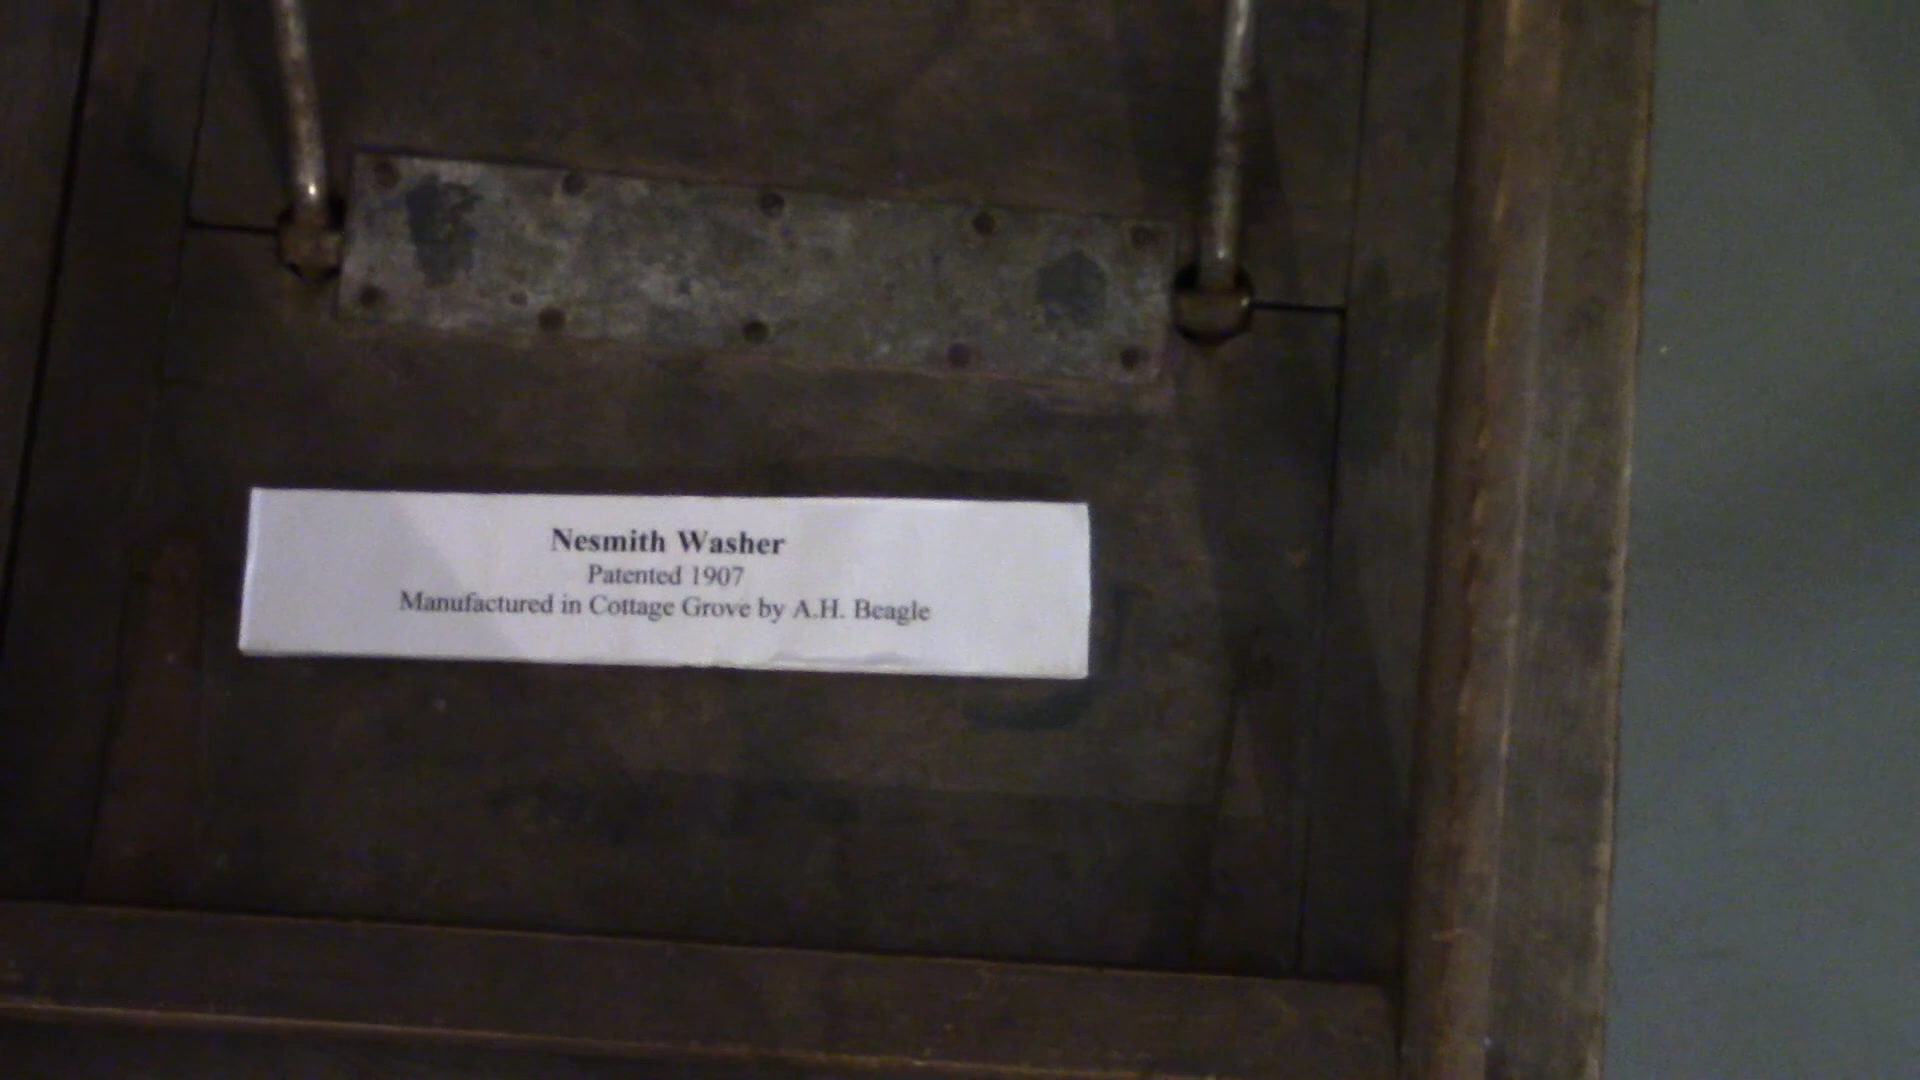 Nesmith Washer
Patented 1907
Manufactured in Cottage Grove by A.H. Beagle